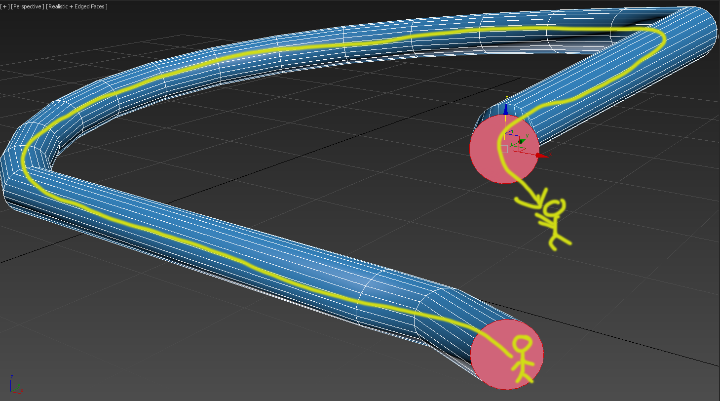 [ + ] [Perspective ] [Realistic + Edged Faces ]